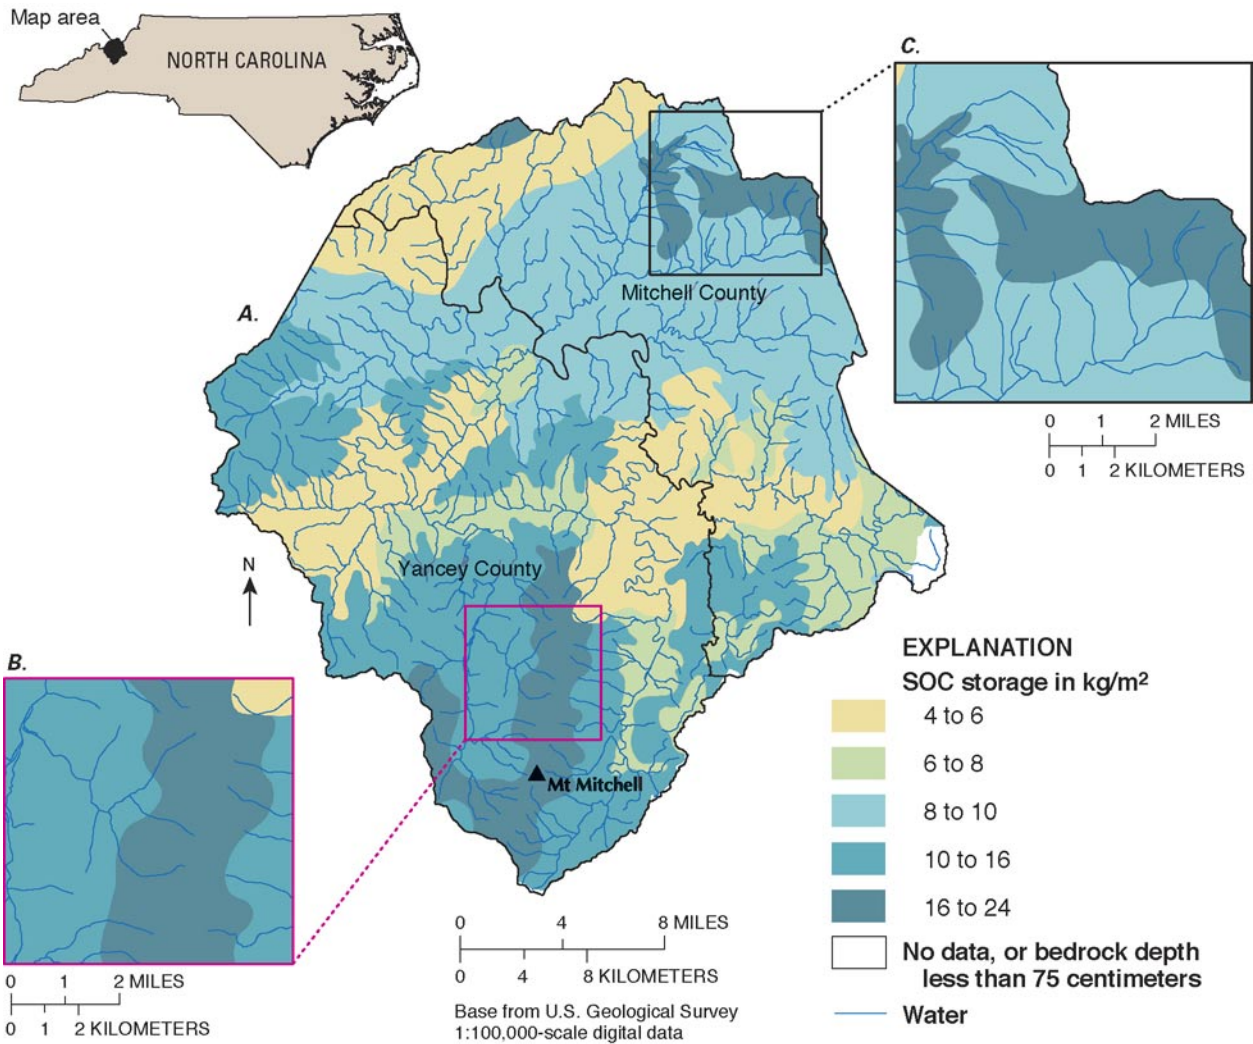 Map area
NORTH CAROLINA
C.
0 1 2 MILES
0 1 2 KILOMETERS
A.
Mitchell County
N
Yancey County
Mt Mitchell
B.
0 1 2 MILES
0 1 2 KILOMETERS
0 4 8 MILES
0 4 8 KILOMETERS
Base from U.S. Geological Survey
1:100,000-scale digital data
EXPLANATION
SOC storage in kg/m²
4 to 6
6 to 8
8 to 10
10 to 16
16 to 24
No data, or bedrock depth
less than 75 centimeters
Water